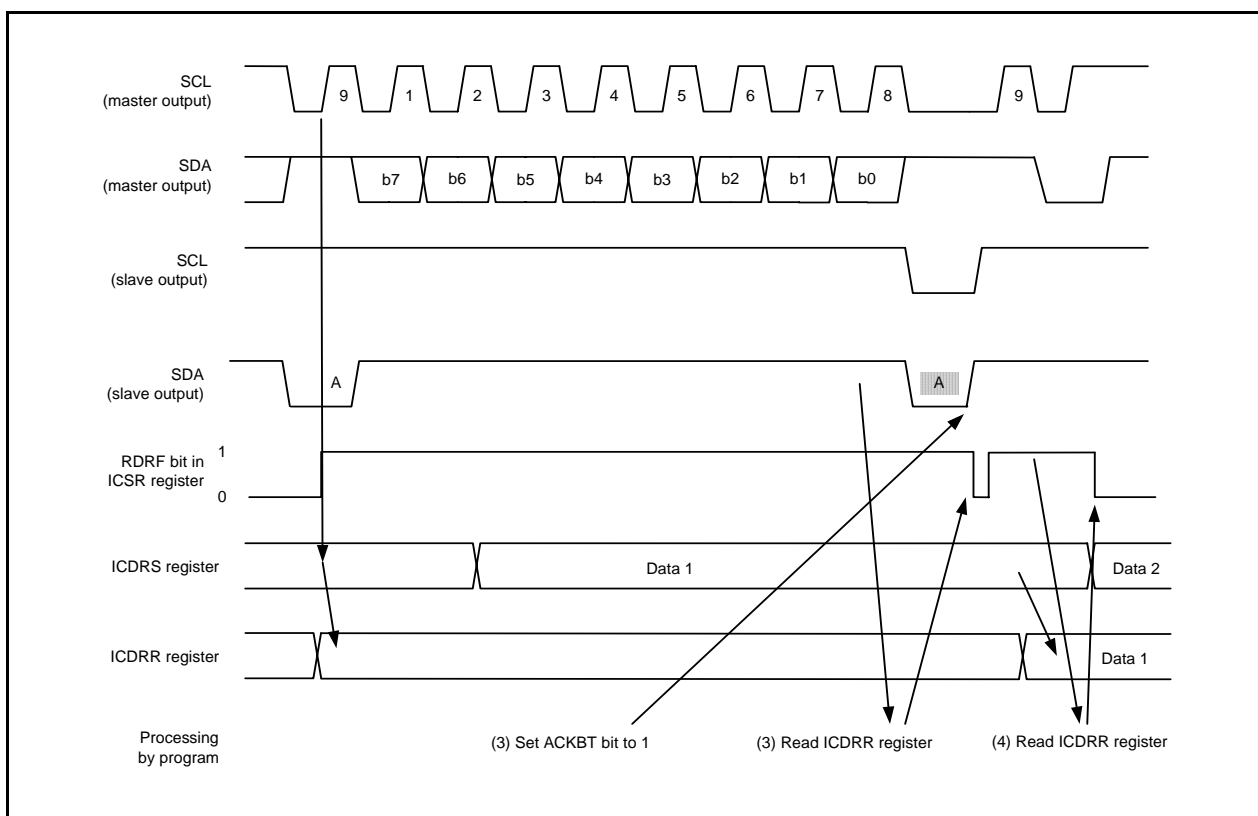 SCL
(master output)
9 1 2 3 4 5 6 7 8 9
SDA
(master output)
b7 b6 b5 b4 b3 b2 b1 b0
SCL
(slave output)
SDA
(slave output)
A A
RDRF bit in
ICSR register
1
0
ICDRS register
Data 1 Data 2
ICDRR register
Data 1
Processing
by program
(3) Set ACKBT bit to 1 (3) Read ICDRR register (4) Read ICDRR register